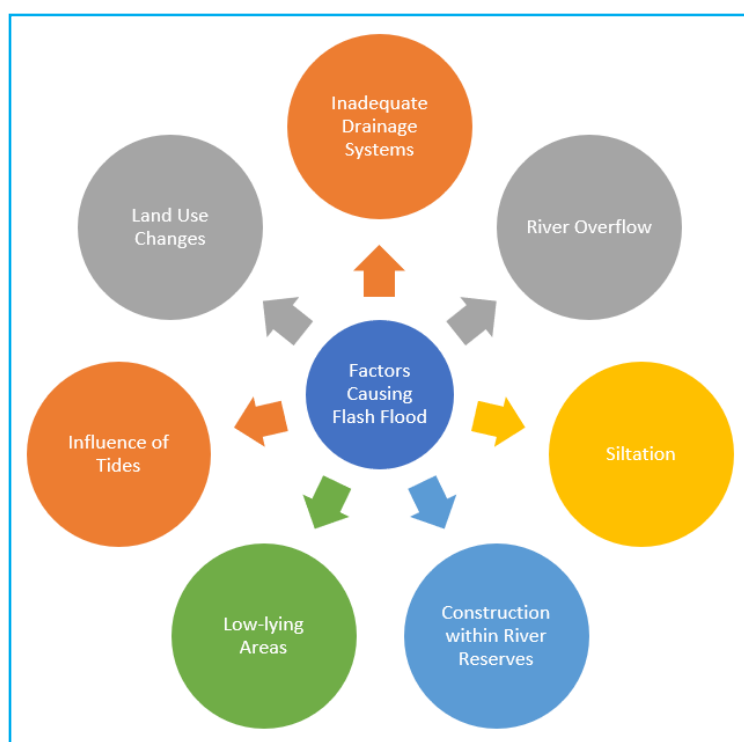 Inadequate
Drainage
Systems
Land Use
Changes
River Overflow
Factors
Causing
Flash Flood
Influence of
Tides
Siltation
Low-lying
Areas
Construction
within River
Reserves